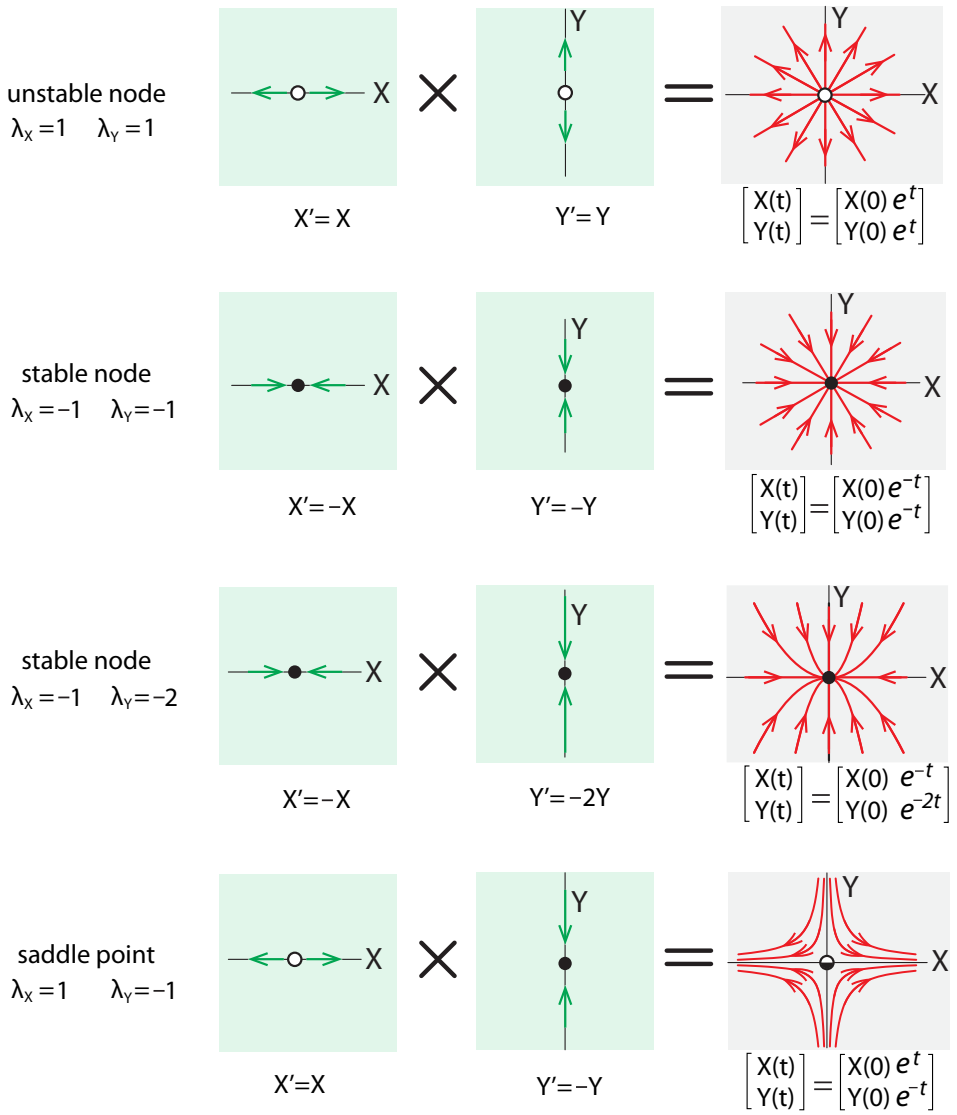 Y
X
Y
X
unstable node
λX = 1 λY = 1
X
×
=
X′= X
Y′= Y
[X(t)] = [X(0) e^t]
[Y(t)] = [Y(0) e^t]
Y
Y
stable node
λX = −1 λY = −1
X
×
=
X
X′= −X
Y′= −Y
[X(t)] = [X(0) e^−t]
[Y(t)] = [Y(0) e^−t]
Y
Y
stable node
λX = −1 λY = −2
X
×
=
X
X′= −X
Y′= −2Y
[X(t)] = [X(0) e^−t]
[Y(t)] = [Y(0) e^−2t]
Y
Y
saddle point
λX = 1 λY = −1
X
×
=
X
X′= X
Y′= −Y
[X(t)] = [X(0) e^t]
[Y(t)] = [Y(0) e^−t]